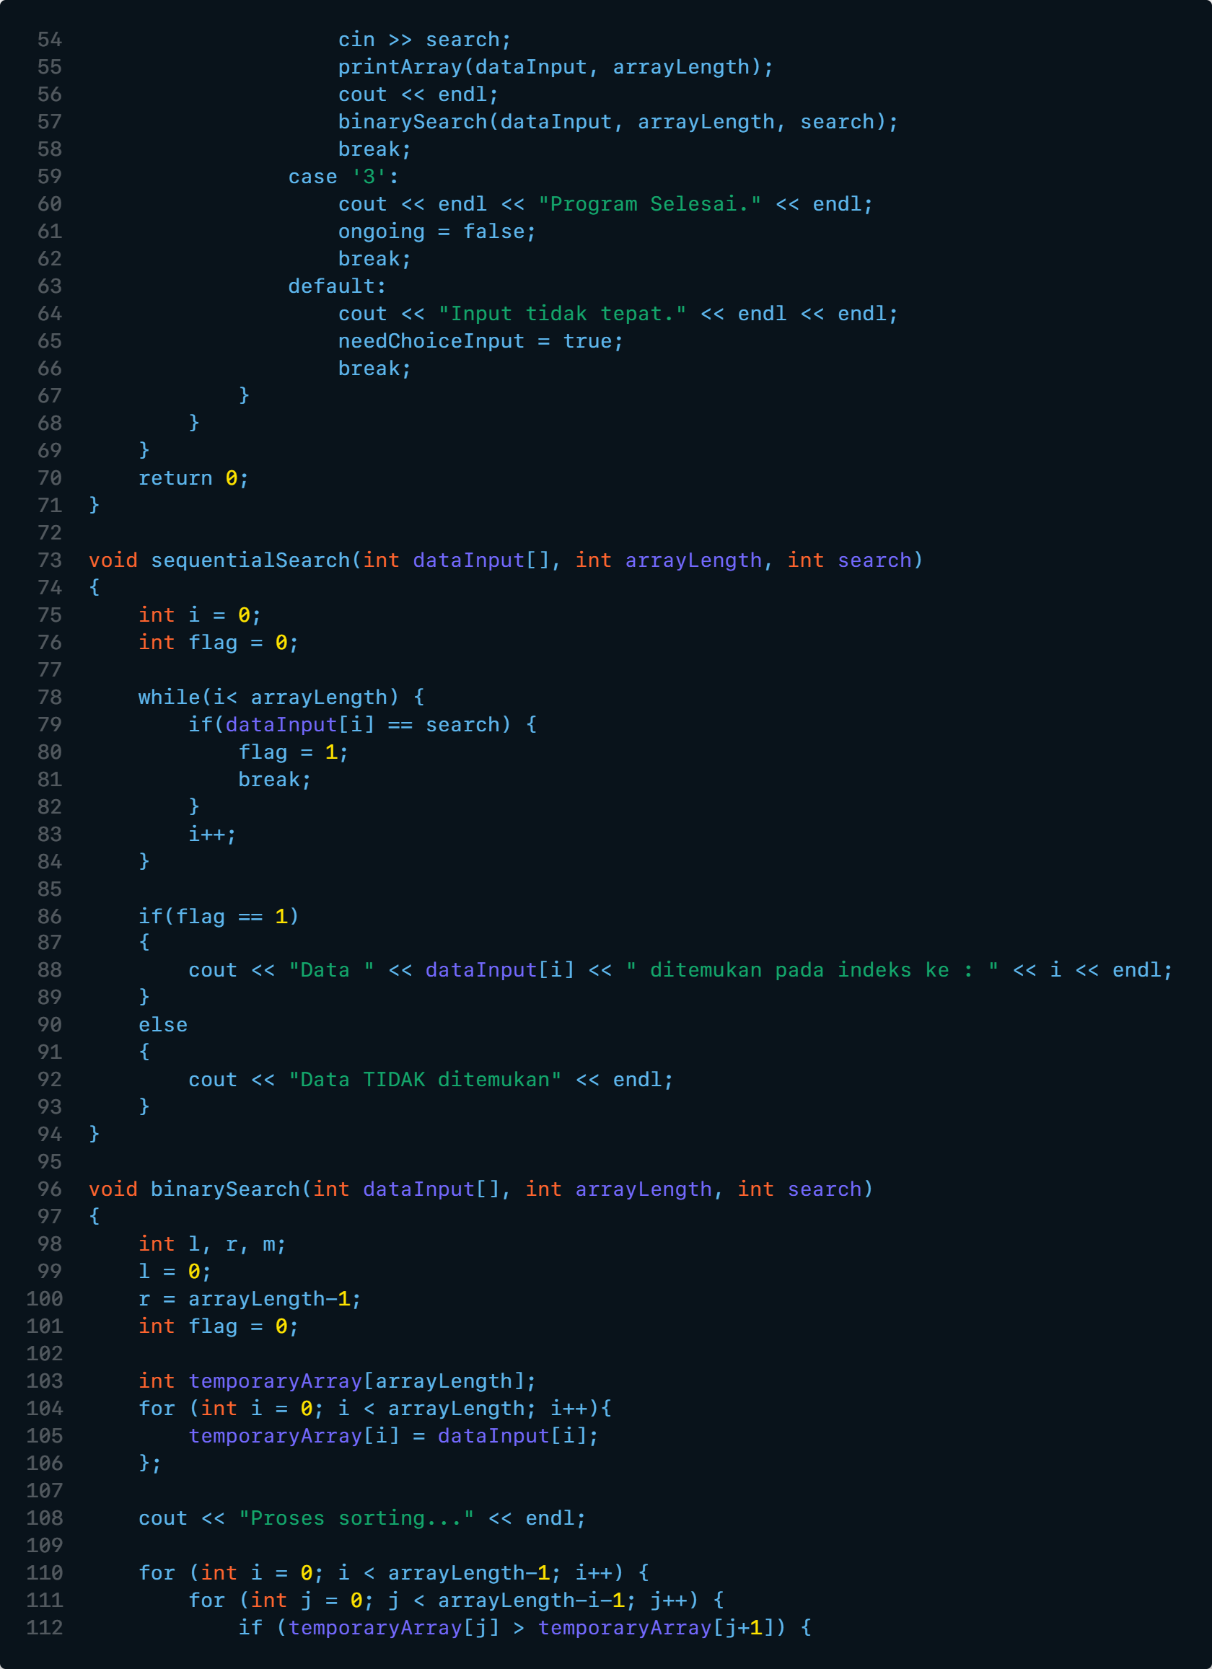 54                      cin >> search;
55                      printArray(dataInput, arrayLength);
56                      cout << endl;
57                      binarySearch(dataInput, arrayLength, search);
58                      break;
59                  case '3':
60                      cout << endl << "Program Selesai." << endl;
61                      ongoing = false;
62                      break;
63                  default:
64                      cout << "Input tidak tepat." << endl << endl;
65                      needChoiceInput = true;
66                      break;
67              }
68          }
69      }
70      return 0;
71  }
72
73  void sequentialSearch(int dataInput[], int arrayLength, int search)
74  {
75      int i = 0;
76      int flag = 0;
77
78      while(i< arrayLength) {
79          if(dataInput[i] == search) {
80              flag = 1;
81              break;
82          }
83          i++;
84      }
85
86      if(flag == 1)
87      {
88          cout << "Data " << dataInput[i] << " ditemukan pada indeks ke : " << i << endl;
89      }
90      else
91      {
92          cout << "Data TIDAK ditemukan" << endl;
93      }
94  }
95
96  void binarySearch(int dataInput[], int arrayLength, int search)
97  {
98      int l, r, m;
99      l = 0;
100     r = arrayLength-1;
101     int flag = 0;
102
103     int temporaryArray[arrayLength];
104     for (int i = 0; i < arrayLength; i++){
105         temporaryArray[i] = dataInput[i];
106     };
107
108     cout << "Proses sorting..." << endl;
109
110     for (int i = 0; i < arrayLength-1; i++) {
111         for (int j = 0; j < arrayLength-i-1; j++) {
112             if (temporaryArray[j] > temporaryArray[j+1]) {